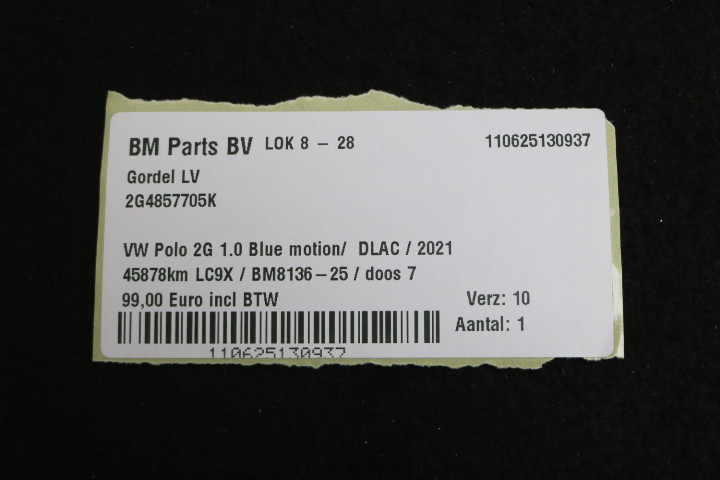 BM Parts BV LOK 8 - 28 110625130937
Gordel LV
2G4857705K
VW Polo 2G 1.0 Blue motion/ DLAC / 2021
45878km LC9X / BM8136-25 / doos 7
99,00 Euro incl BTW Verz: 10
Aantal: 1
110625130937